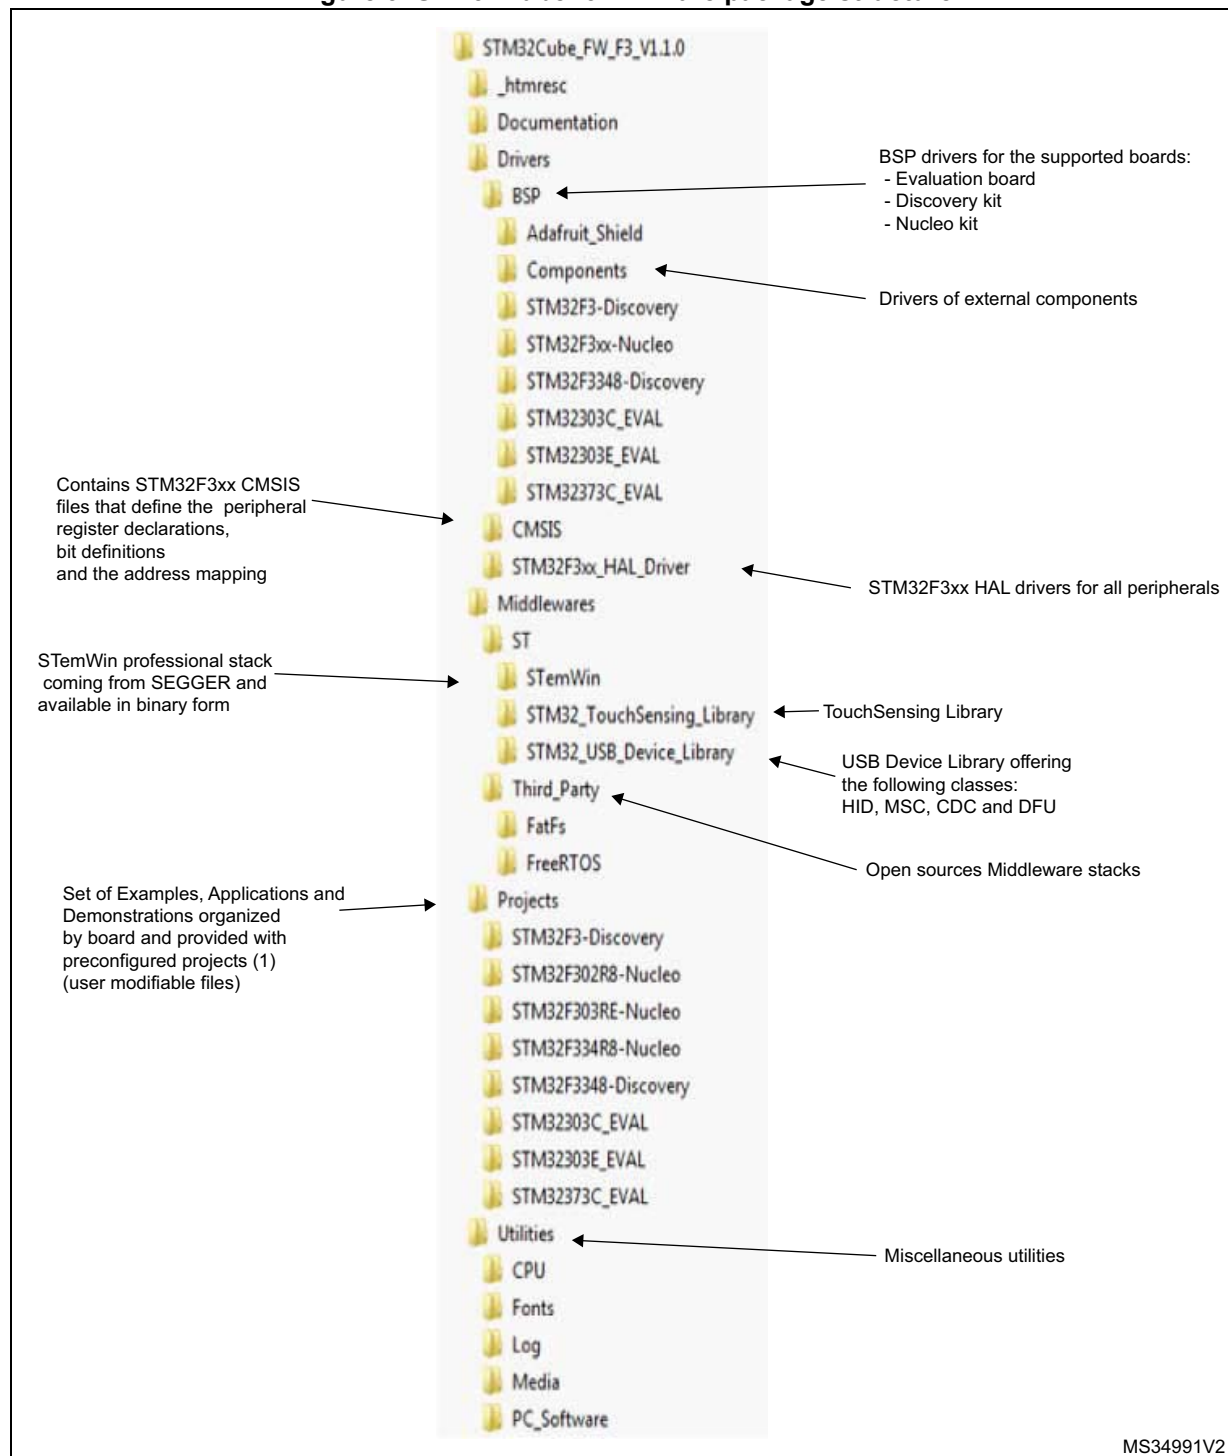 STM32Cube_FW_F3_V1.1.0
_htmresc
Documentation
Drivers
BSP
Adafruit_Shield
Components
STM32F3-Discovery
STM32F3xx-Nucleo
STM32F3348-Discovery
STM32303C_EVAL
STM32303E_EVAL
STM32373C_EVAL
CMSIS
STM32F3xx_HAL_Driver
Middlewares
ST
STemWin
STM32_TouchSensing_Library
STM32_USB_Device_Library
Third_Party
FatFs
FreeRTOS
Projects
STM32F3-Discovery
STM32F302R8-Nucleo
STM32F303RE-Nucleo
STM32F334R8-Nucleo
STM32F3348-Discovery
STM32303C_EVAL
STM32303E_EVAL
STM32373C_EVAL
Utilities
CPU
Fonts
Log
Media
PC_Software
BSP drivers for the supported boards:
- Evaluation board
- Discovery kit
- Nucleo kit
Drivers of external components
Contains STM32F3xx CMSIS
files that define the peripheral
register declarations,
bit definitions
and the address mapping
STM32F3xx HAL drivers for all peripherals
STemWin professional stack
coming from SEGGER and
available in binary form
TouchSensing Library
USB Device Library offering
the following classes:
HID, MSC, CDC and DFU
Open sources Middleware stacks
Set of Examples, Applications and
Demonstrations organized
by board and provided with
preconfigured projects (1)
(user modifiable files)
Miscellaneous utilities
MS34991V2